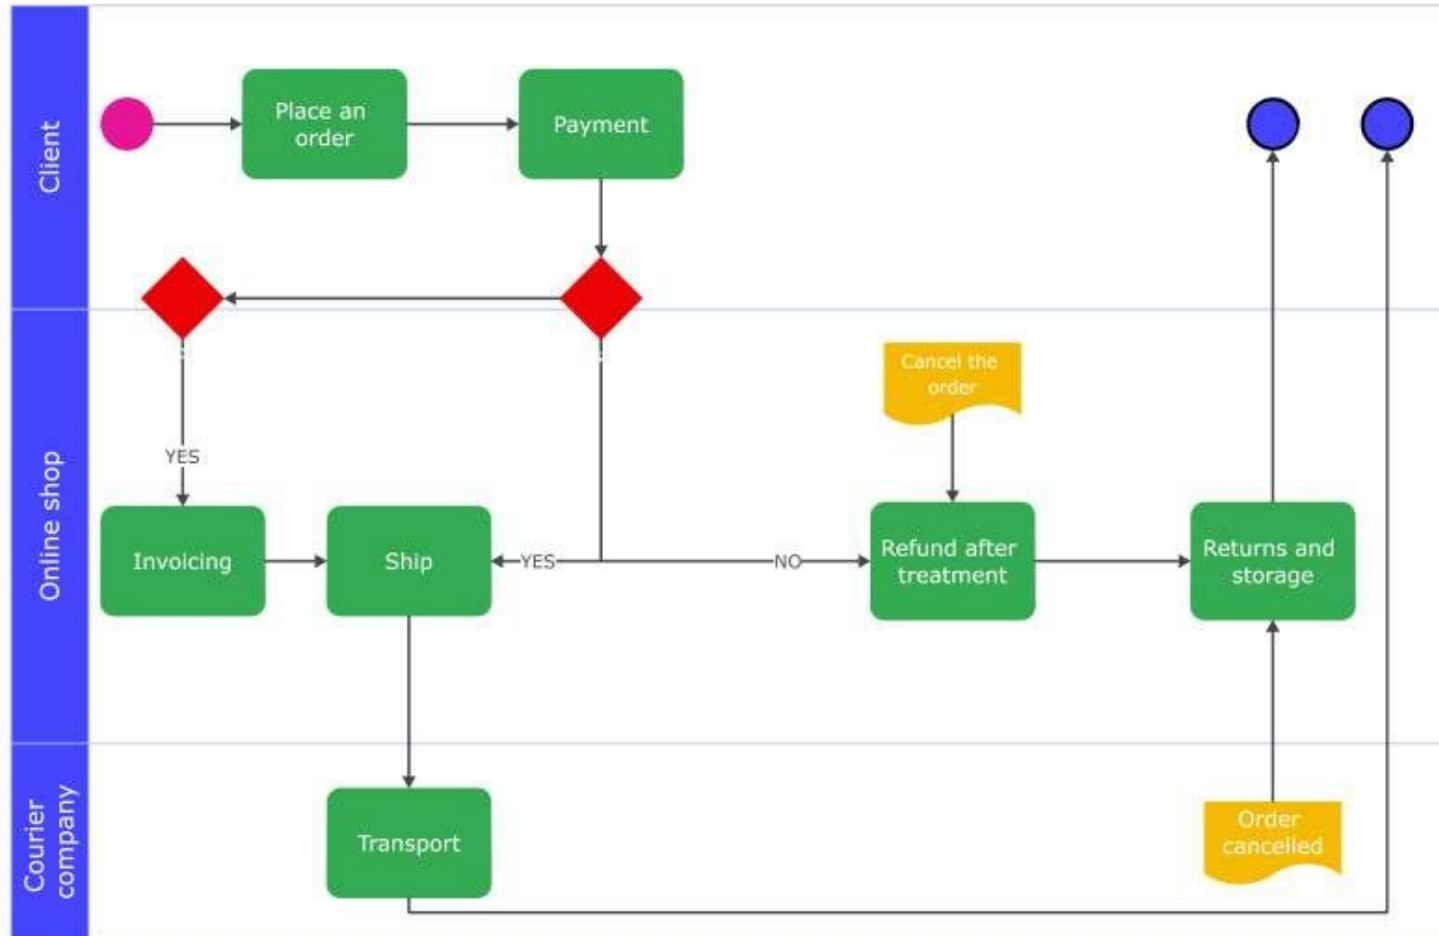 Client
Place an
order
Payment
Online shop
Cancel the
order
YES
Invoicing
Ship
YES
NO
Refund after
treatment
Returns and
storage
Courier
company
Transport
Order
cancelled